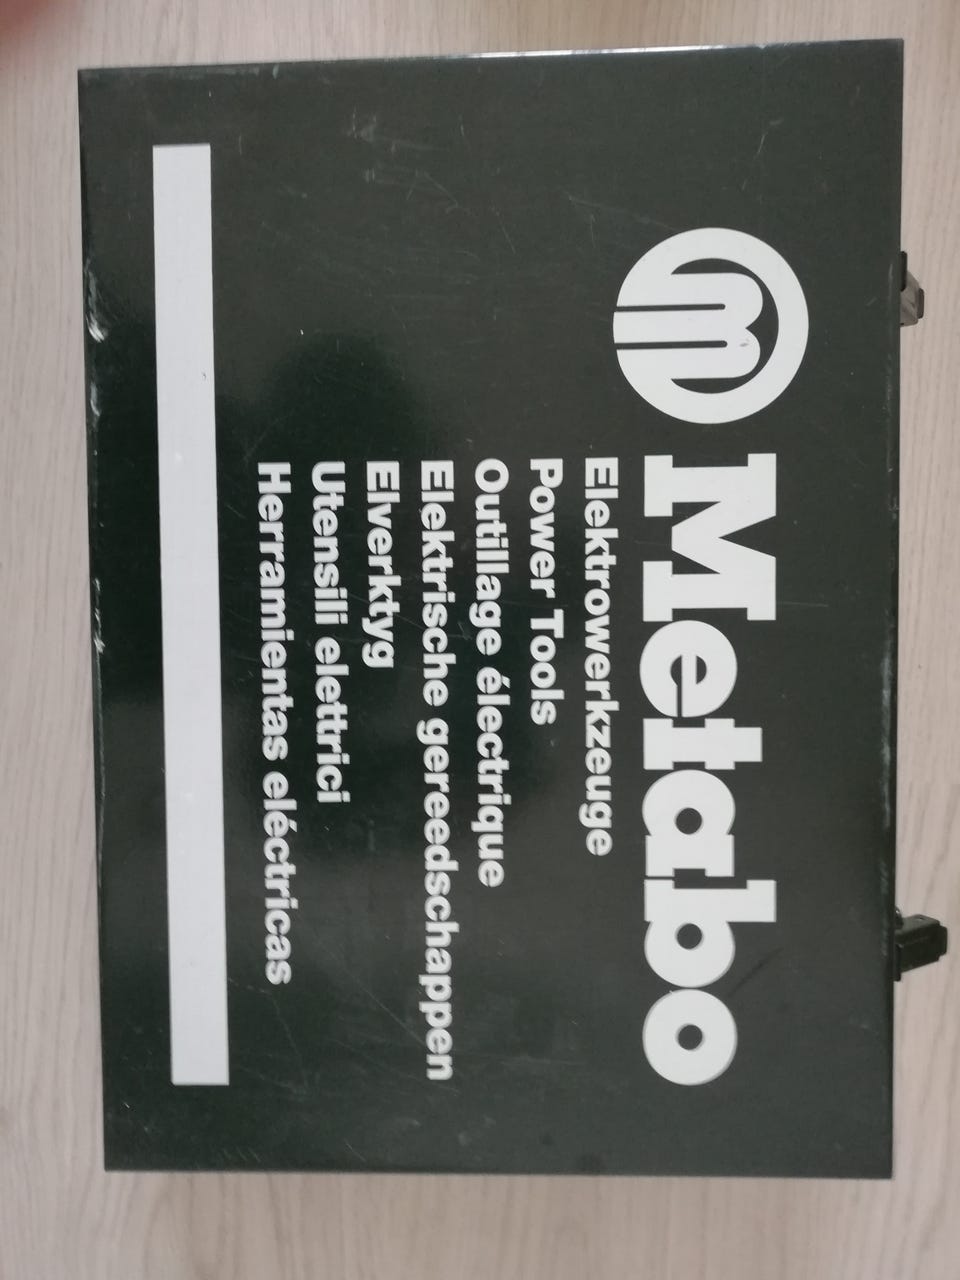 m Metabo
Elektrowerkzeuge
Power Tools
Outillage électrique
Elektrische gereedschappen
Elverktyg
Utensili elettrici
Herramientas eléctricas